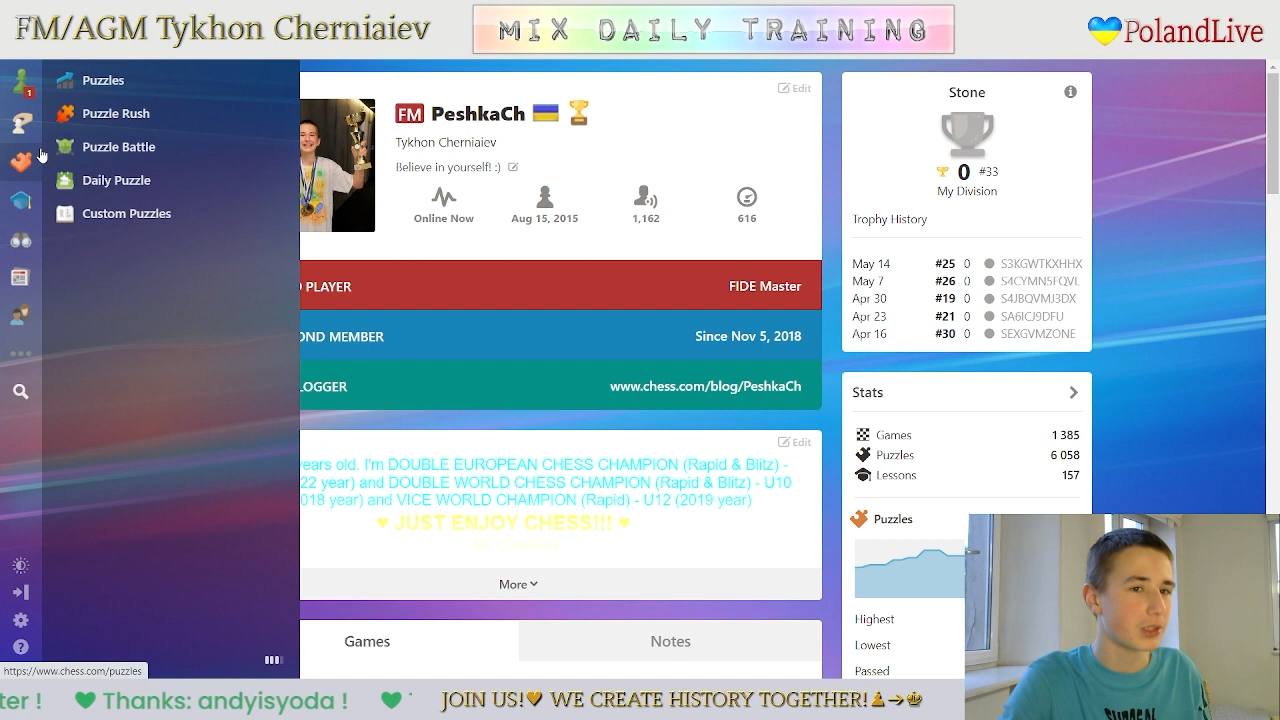 FM/AGM Tykhon Cherniaiev
MIX DAILY TRAINING
PolandLive
1
Puzzles
Puzzle Rush
Puzzle Battle
Daily Puzzle
Custom Puzzles
https://www.chess.com/puzzles
Edit
FM PeshkaCh
Tykhon Cherniaiev
Believe in yourself! :)
Online Now
Aug 15, 2015
1,162
616
PLAYER
FIDE Master
OND MEMBER
Since Nov 5, 2018
LOGGER
www.chess.com/blog/PeshkaCh
Edit
years old. I'm DOUBLE EUROPEAN CHESS CHAMPION (Rapid & Blitz) -
22 year) and DOUBLE WORLD CHESS CHAMPION (Rapid & Blitz) - U10
018 year) and VICE WORLD CHAMPION (Rapid) - U12 (2019 year)
♥ JUST ENJOY CHESS!!! ♥
More
Games
Notes
Stone
0 #33
My Division
Trophy History
May 14 #25 0 S3KGWTKXHHX
May 7 #26 0 S4CYMN5FQVL
Apr 30 #19 0 S4JBQVMJ3DX
Apr 23 #21 0 SA6ICJ9DFU
Apr 16 #30 0 SEXGVMZONE
Stats
Games 1 385
Puzzles 6 058
Lessons 157
Puzzles
Highest
Lowest
Passed
ter ! 💚 Thanks: andyisyoda ! 💚
JOIN US!🧡 WE CREATE HISTORY TOGETHER!♟→♚